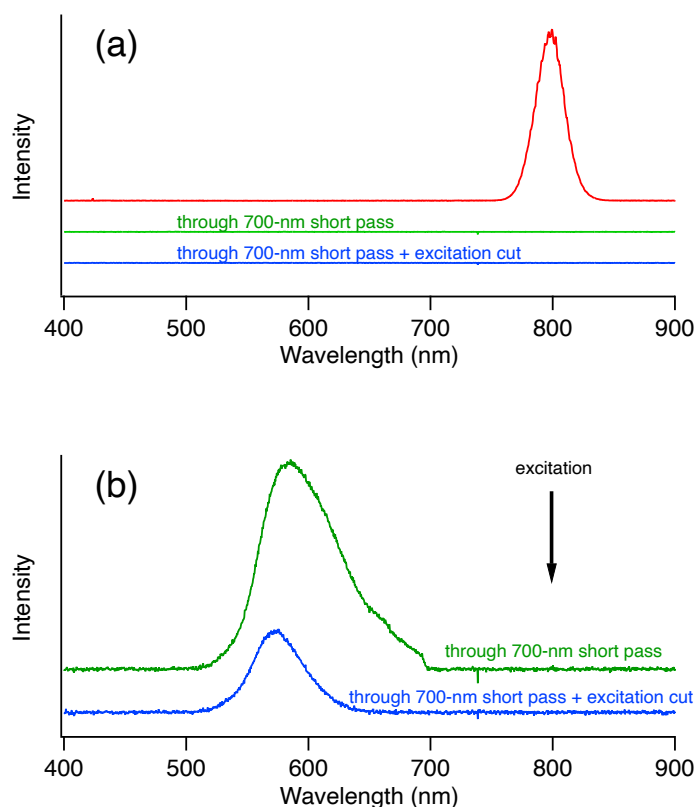 (a)
Intensity
through 700-nm short pass
through 700-nm short pass + excitation cut
400 500 600 700 800 900
Wavelength (nm)
(b)
excitation
Intensity
through 700-nm short pass
through 700-nm short pass + excitation cut
400 500 600 700 800 900
Wavelength (nm)